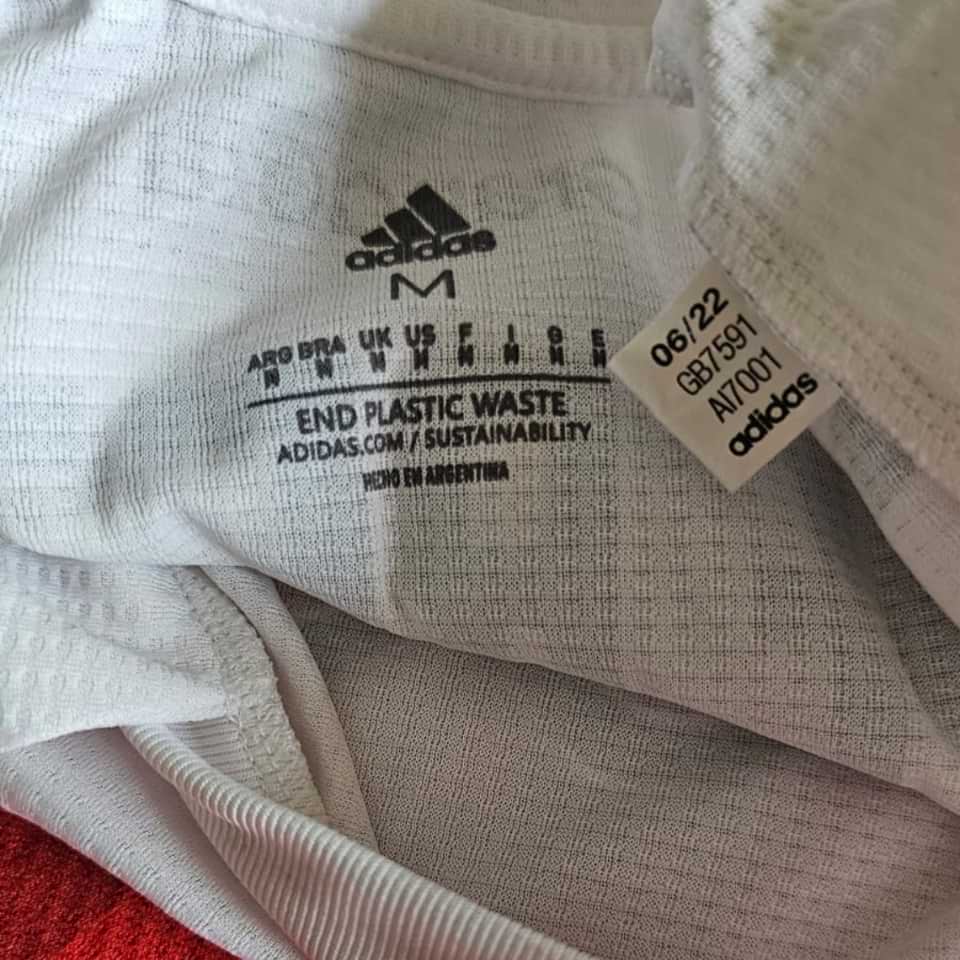 adidas
M
ARG BRA UK US F I G E
M M M M M M M M
END PLASTIC WASTE
ADIDAS.COM/SUSTAINABILITY
HECHO EN ARGENTINA
06/22
GB7591
AI7001
adidas